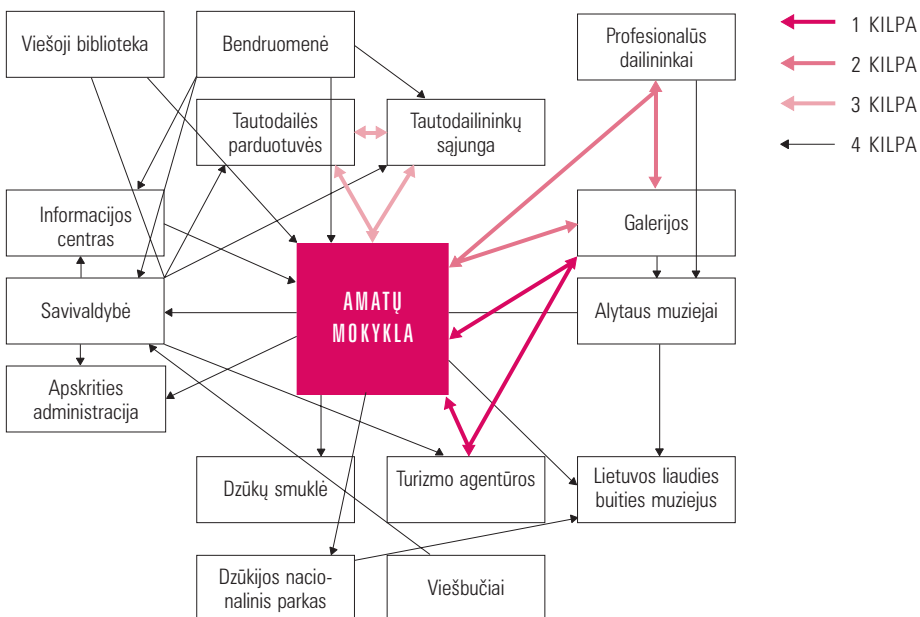 Viešoji biblioteka
Bendruomenė
Profesionalūs
dailininkai
1 KILPA
2 KILPA
3 KILPA
4 KILPA
Tautodailės
parduotuvės
Tautodailininkų
sąjunga
Informacijos
centras
Galerijos
AMATŲ
MOKYKLA
Savivaldybė
Alytaus muziejai
Apskrities
administracija
Dzūkų smuklė
Turizmo agentūros
Lietuvos liaudies
buities muziejus
Dzūkijos nacio-
nalinis parkas
Viešbučiai